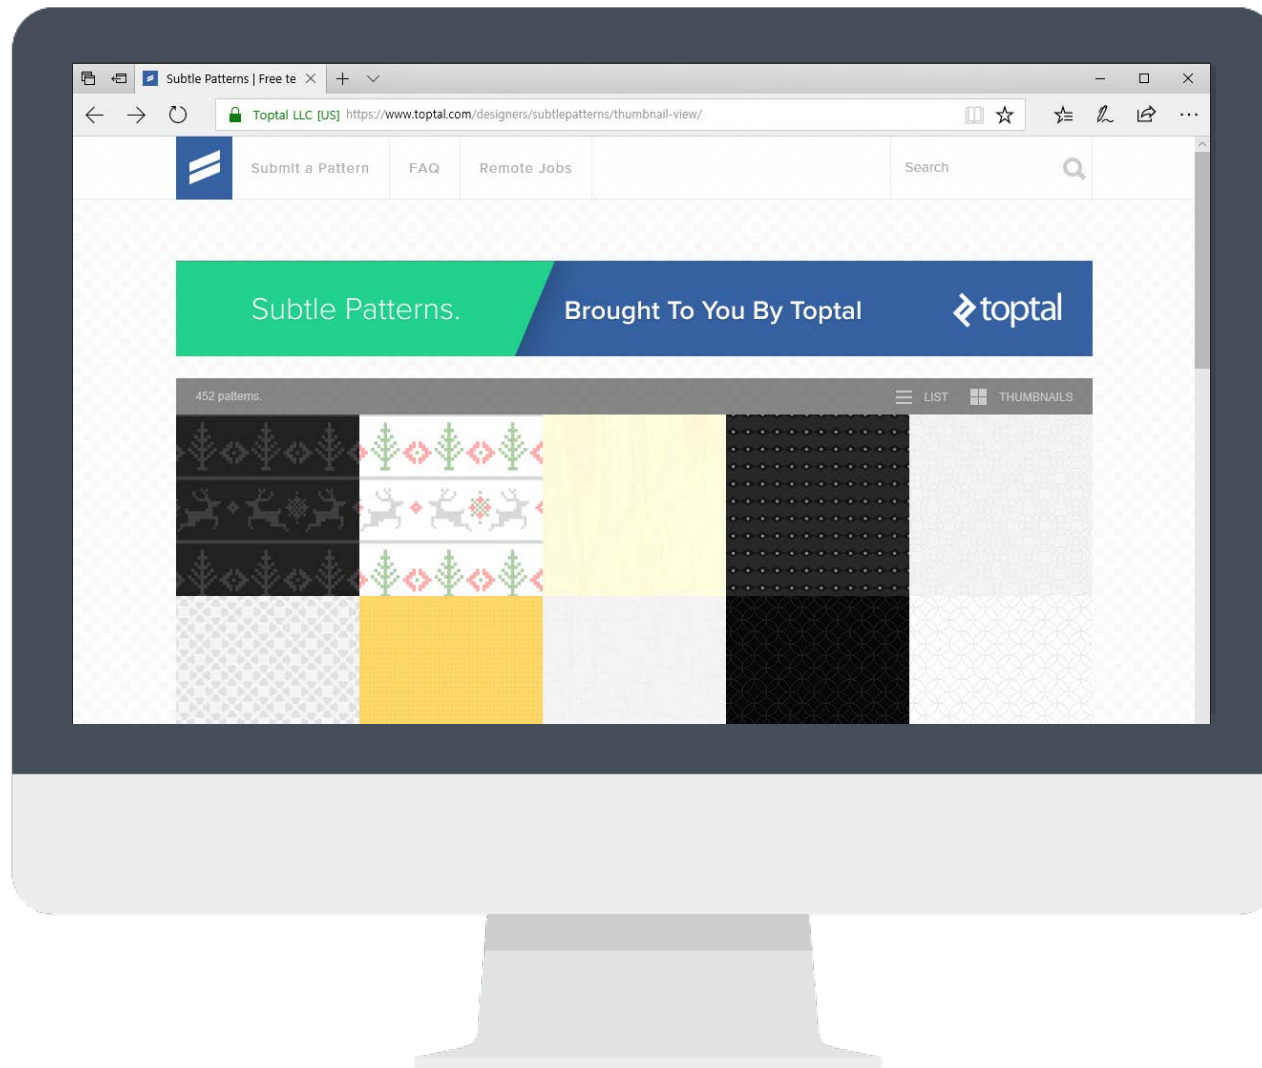 Subtle Patterns | Free te
Toptal LLC [US] https://www.toptal.com/designers/subtlepatterns/thumbnail-view/
Submit a Pattern FAQ Remote Jobs Search
Subtle Patterns. Brought To You By Toptal toptal
452 patterns. LIST THUMBNAILS